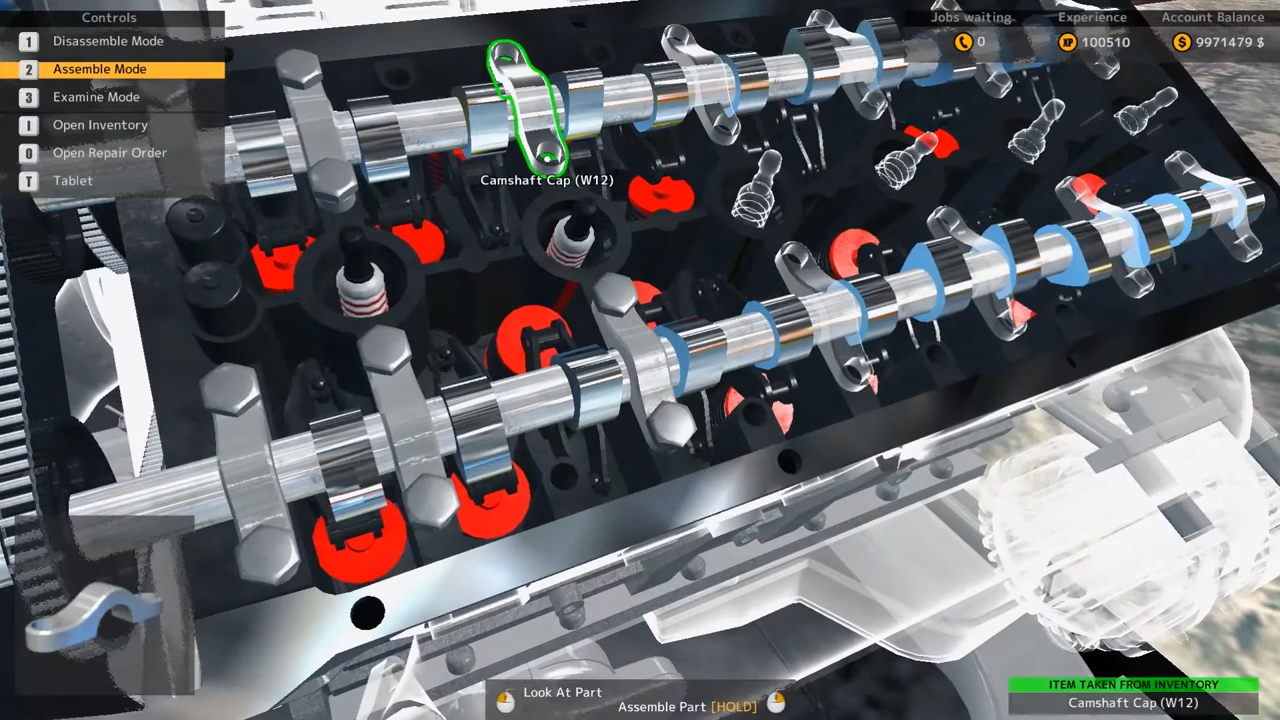 Controls
1 Disassemble Mode
2 Assemble Mode
3 Examine Mode
I Open Inventory
O Open Repair Order
T Tablet
Jobs waiting Experience Account Balance
0 XP 100510 $ 9971479 $
Camshaft Cap (W12)
Look At Part
Assemble Part [HOLD]
ITEM TAKEN FROM INVENTORY
Camshaft Cap (W12)